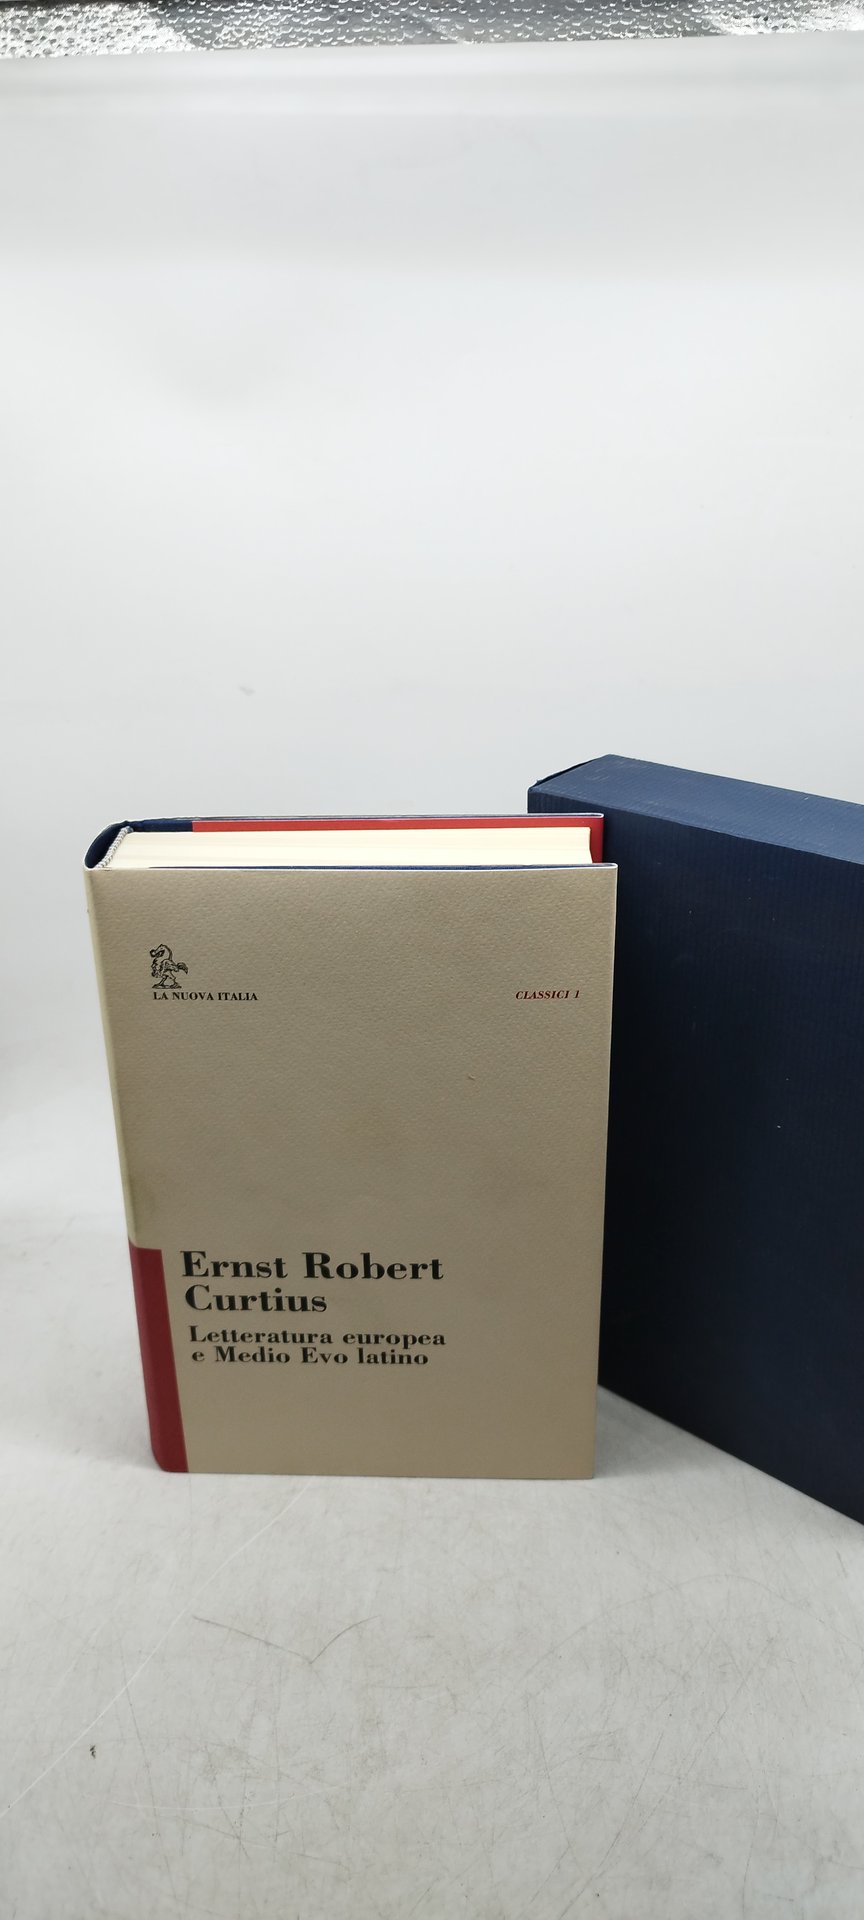 LA NUOVA ITALIA
CLASSICI 1
Ernst Robert
Curtius
Letteratura europea
e Medio Evo latino